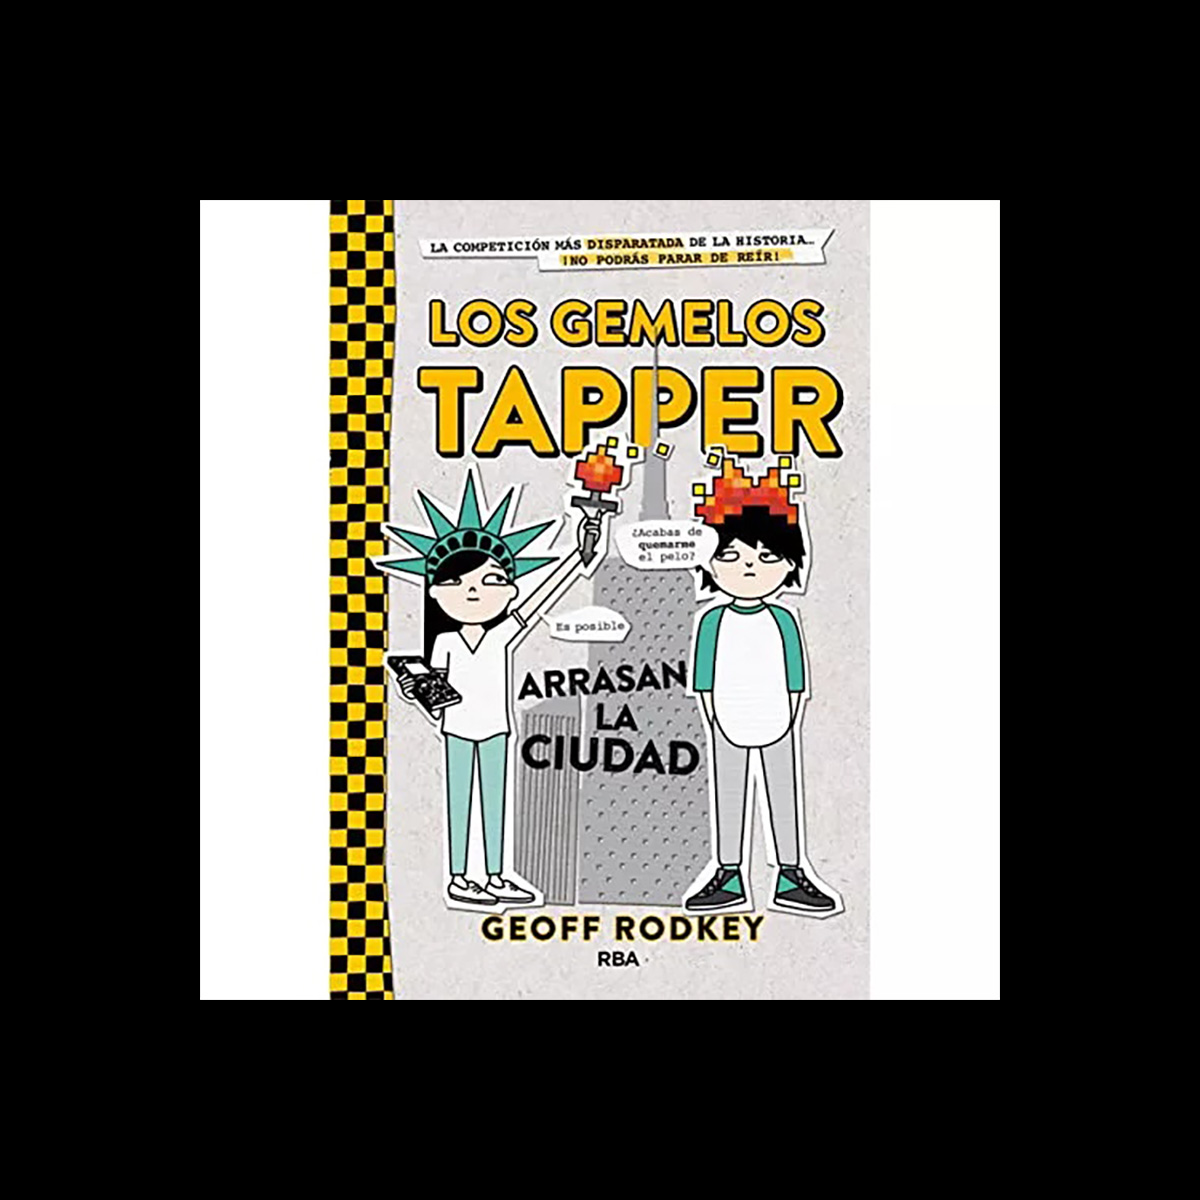 LA COMPETICIÓN MÁS DISPARATADA DE LA HISTORIA...
¡NO PODRÁS PARAR DE REÍR!
LOS GEMELOS
TAPPER
¿Acabas de
quemarme
el pelo?
Es posible
ARRASAN
LA
CIUDAD
GEOFF RODKEY
RBA